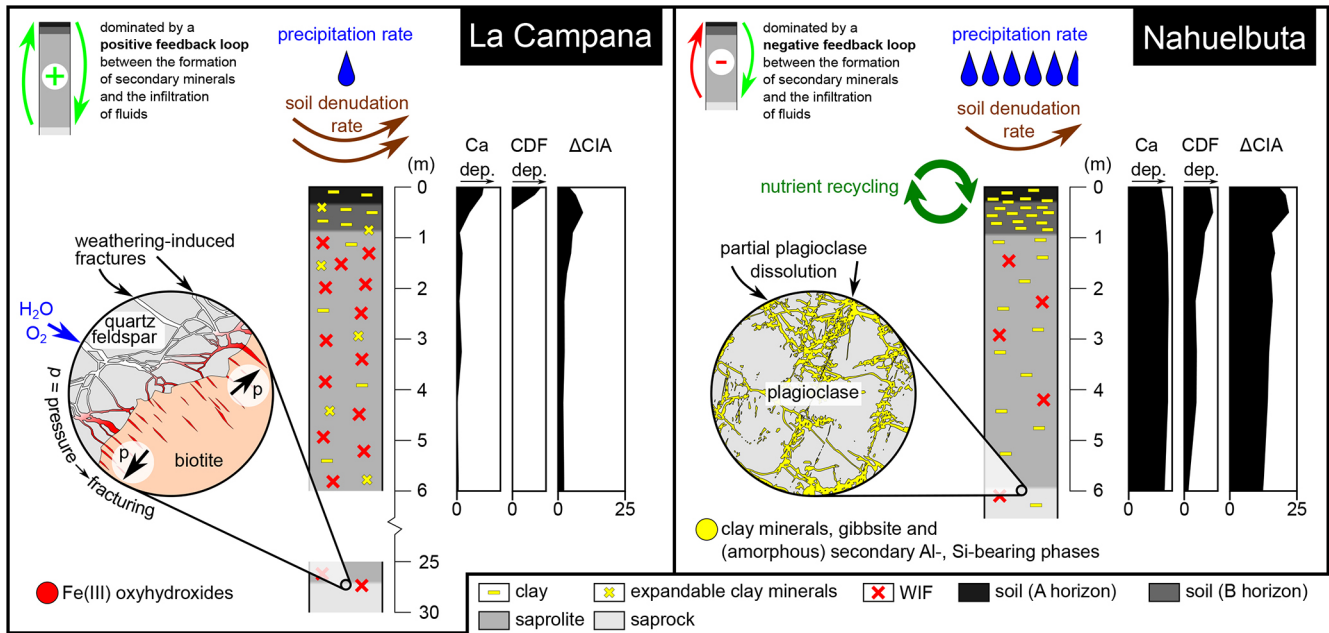 dominated by a
positive feedback loop
between the formation
of secondary minerals
and the infiltration
of fluids
+
precipitation rate
soil denudation
rate
La Campana
(m)
Ca
dep.
CDF
dep.
ΔCIA
0
1
2
3
4
5
6
25
30
0
0
0
25
weathering-induced
fractures
H2O
O2
quartz
feldspar
p
p
biotite
p = pressure → fracturing
Fe(III) oxyhydroxides
dominated by a
negative feedback loop
between the formation
of secondary minerals
and the infiltration
of fluids
-
precipitation rate
soil denudation
rate
Nahuelbuta
nutrient recycling
(m)
Ca
dep.
CDF
dep.
ΔCIA
0
1
2
3
4
5
6
0
0
0
25
partial plagioclase
dissolution
plagioclase
clay minerals, gibbsite and
(amorphous) secondary Al-, Si-bearing phases
clay
expandable clay minerals
WIF
soil (A horizon)
soil (B horizon)
saprolite
saprock